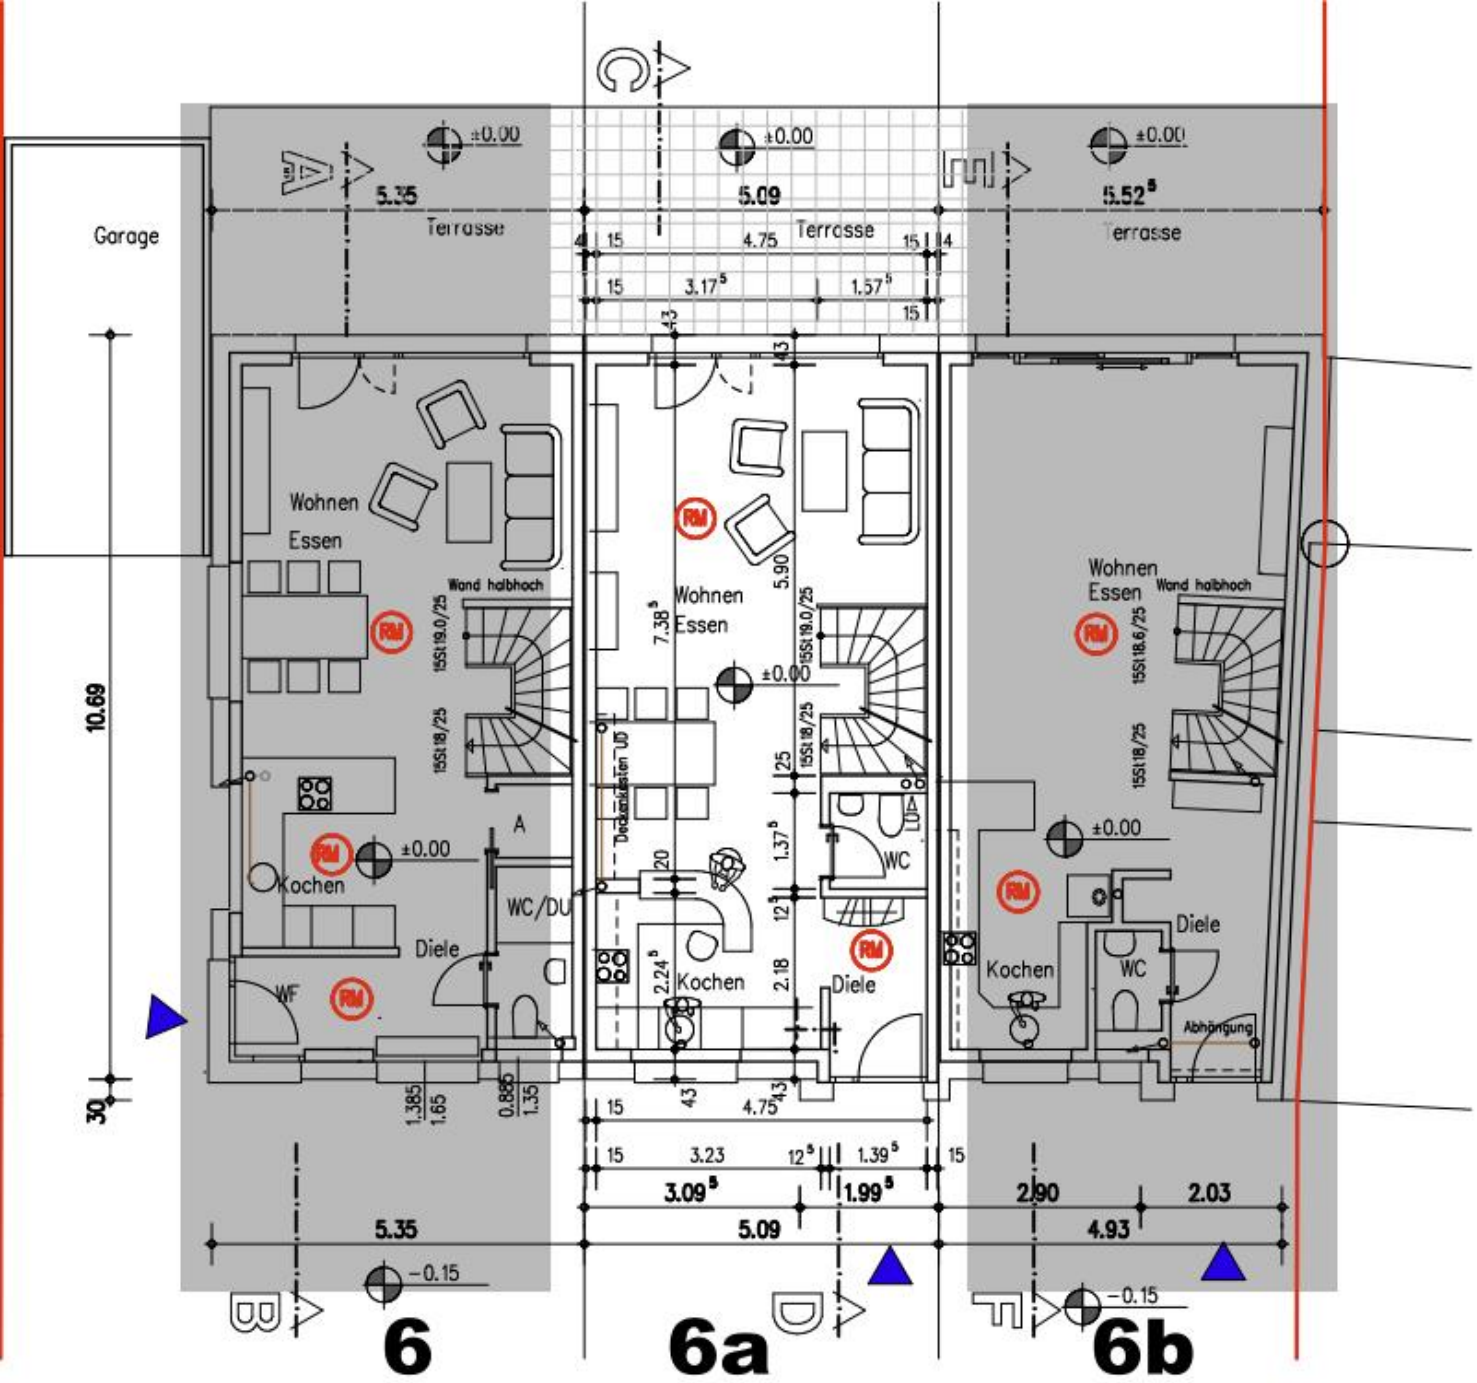 C
±0.00
±0.00
±0.00
A
E
5.35
5.09
5.52⁵
Garage
Terrasse
Terrasse
Terrasse
4
15
4.75
15
4
15
3.17⁵
1.57⁵
15
43
43
Wohnen
Essen
Wand halbhoch
RM
15St19.0/25
15St18/25
RM
Wohnen
Essen
5.90
7.38⁵
15St19.0/25
±0.00
15St18/25
25
Wohnen
Essen
Wand halbhoch
RM
15St18.6/25
15St18/25
10.69
Deckenkasten UD
A
RM
±0.00
Kochen
20
1.37⁵
LÜA
WC
±0.00
RM
WC/DU
Diele
12⁵
RM
Diele
WF
RM
2.24⁵
Kochen
2.18
Diele
Kochen
WC
Abhängung
30
1.385
1.65
0.885
1.35
43
43
15
4.75
15
3.23
12⁵
1.39⁵
15
3.09⁵
1.99⁵
2.90
2.03
5.35
5.09
4.93
-0.15
-0.15
B
D
F
6
6a
6b